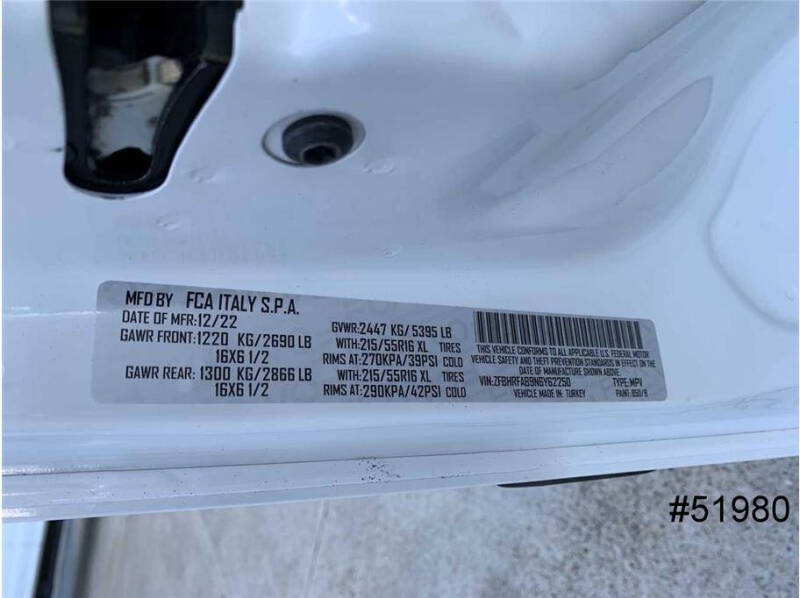 MFD BY FCA ITALY S.P.A.
DATE OF MFR: 12/22
GAWR FRONT: 1220 KG/2690 LB
16X6 1/2
GAWR REAR: 1300 KG/2866 LB
16X6 1/2
GVWR: 2447 KG/5395 LB
WITH: 215/55R16 XL TIRES
RIMS AT: 270KPA/39PSI COLD
WITH: 215/55R16 XL TIRES
RIMS AT: 290KPA/42PSI COLD
THIS VEHICLE CONFORMS TO ALL APPLICABLE U.S. FEDERAL MOTOR
VEHICLE SAFETY AND THEFT PREVENTION STANDARDS IN EFFECT ON THE
DATE OF MANUFACTURE SHOWN ABOVE.
VIN: ZFBHRFAB9N6Y62250 TYPE: MPV
VEHICLE MADE IN: TURKEY PAINT:
#51980